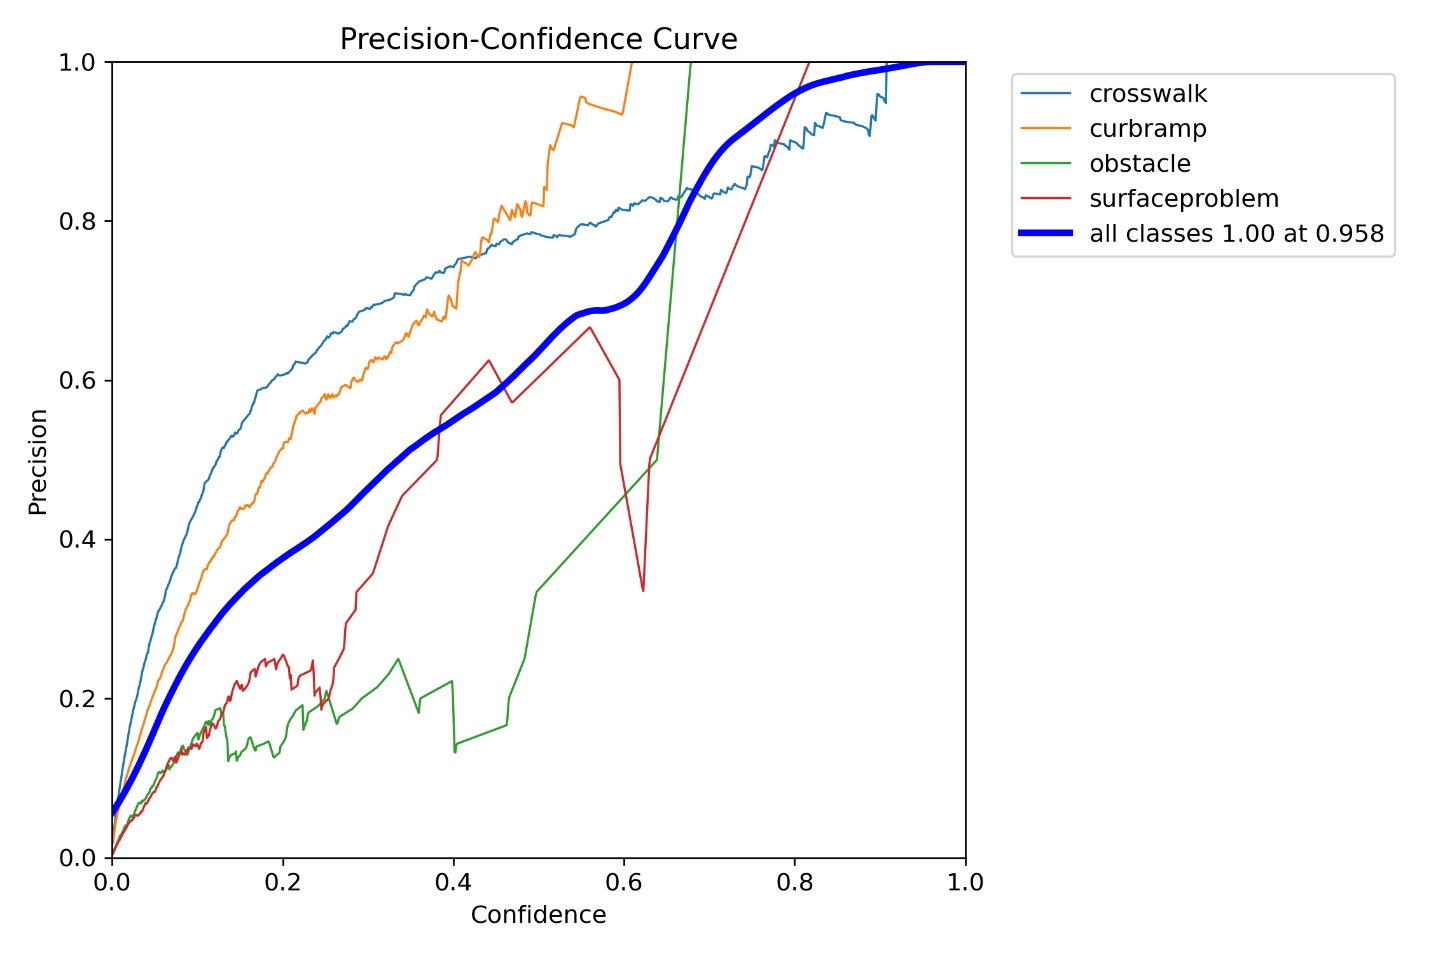 Precision-Confidence Curve
1.0
0.8
0.6
0.4
0.2
0.0
Precision
0.0 0.2 0.4 0.6 0.8 1.0
Confidence
crosswalk
curbramp
obstacle
surfaceproblem
all classes 1.00 at 0.958